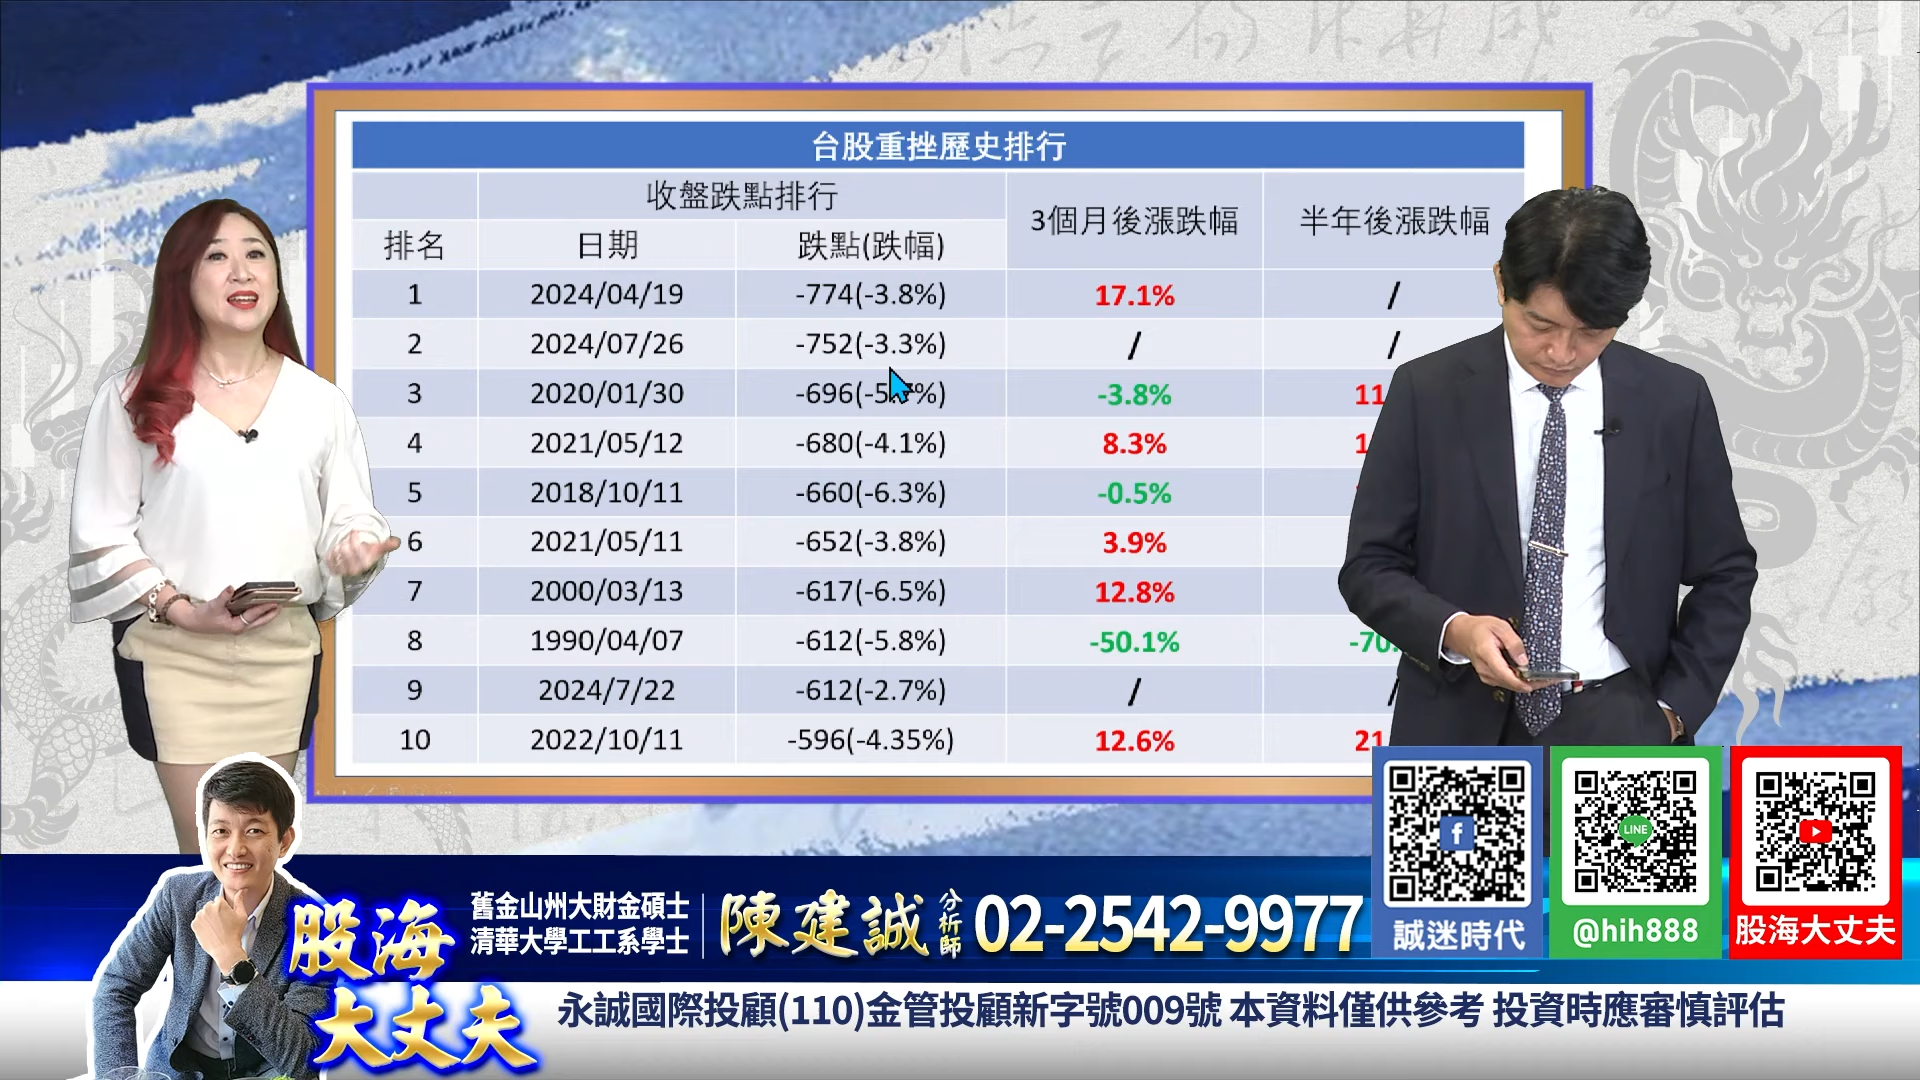 台股重挫歷史排行
收盤跌點排行 3個月後漲跌幅 半年後漲跌幅
排名 日期 跌點(跌幅)
1 2024/04/19 -774(-3.8%) 17.1% /
2 2024/07/26 -752(-3.3%) / /
3 2020/01/30 -696(-5. %) -3.8% 11
4 2021/05/12 -680(-4.1%) 8.3% 1
5 2018/10/11 -660(-6.3%) -0.5%
6 2021/05/11 -652(-3.8%) 3.9%
7 2000/03/13 -617(-6.5%) 12.8%
8 1990/04/07 -612(-5.8%) -50.1% -70.
9 2024/7/22 -612(-2.7%) / /
10 2022/10/11 -596(-4.35%) 12.6% 21
股海
大丈夫
舊金山州大財金碩士
清華大學工工系學士
陳建誠 分析師 02-2542-9977
f
誠迷時代
LINE
@hih888
股海大丈夫
永誠國際投顧(110)金管投顧新字號009號 本資料僅供參考 投資時應審慎評估